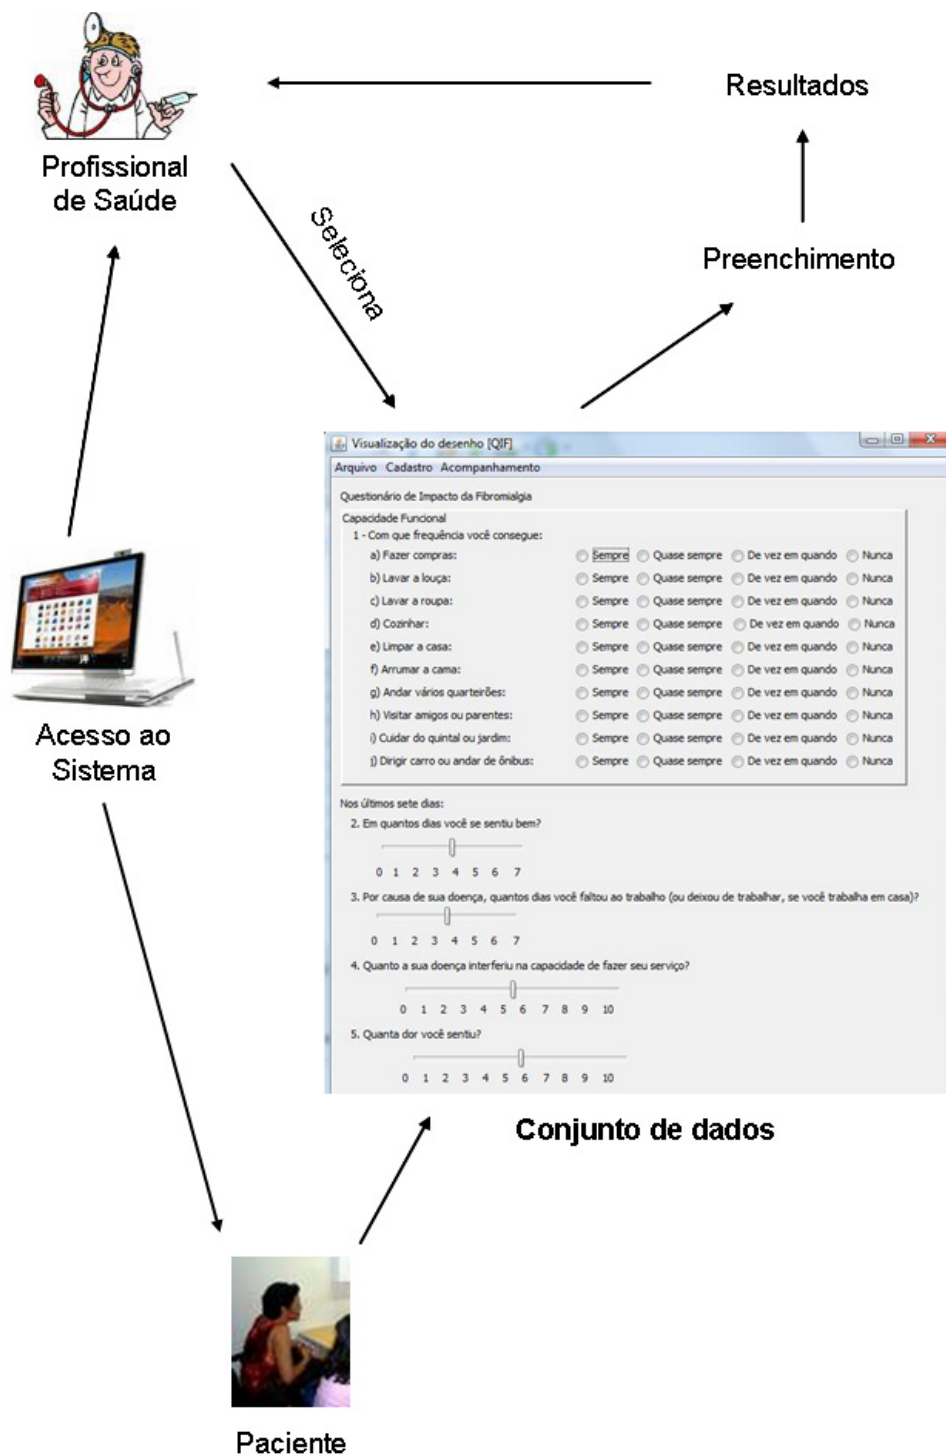 Resultados
Profissional
de Saúde
Seleciona
Preenchimento
Visualização do desenho [QIF]
Arquivo Cadastro Acompanhamento
Questionário de Impacto da Fibromialgia
Capacidade Funcional
1 - Com que frequência você consegue:
a) Fazer compras: Sempre Quase sempre De vez em quando Nunca
b) Lavar a louça: Sempre Quase sempre De vez em quando Nunca
c) Lavar a roupa: Sempre Quase sempre De vez em quando Nunca
d) Cozinhar: Sempre Quase sempre De vez em quando Nunca
e) Limpar a casa: Sempre Quase sempre De vez em quando Nunca
f) Arrumar a cama: Sempre Quase sempre De vez em quando Nunca
g) Andar vários quarteirões: Sempre Quase sempre De vez em quando Nunca
h) Visitar amigos ou parentes: Sempre Quase sempre De vez em quando Nunca
i) Cuidar do quintal ou jardim: Sempre Quase sempre De vez em quando Nunca
j) Dirigir carro ou andar de ônibus: Sempre Quase sempre De vez em quando Nunca
Nos últimos sete dias:
2. Em quantos dias você se sentiu bem?
0 1 2 3 4 5 6 7
3. Por causa de sua doença, quantos dias você faltou ao trabalho (ou deixou de trabalhar, se você trabalha em casa)?
0 1 2 3 4 5 6 7
4. Quanto a sua doença interferiu na capacidade de fazer seu serviço?
0 1 2 3 4 5 6 7 8 9 10
5. Quanta dor você sentiu?
0 1 2 3 4 5 6 7 8 9 10
Acesso ao
Sistema
Conjunto de dados
Paciente